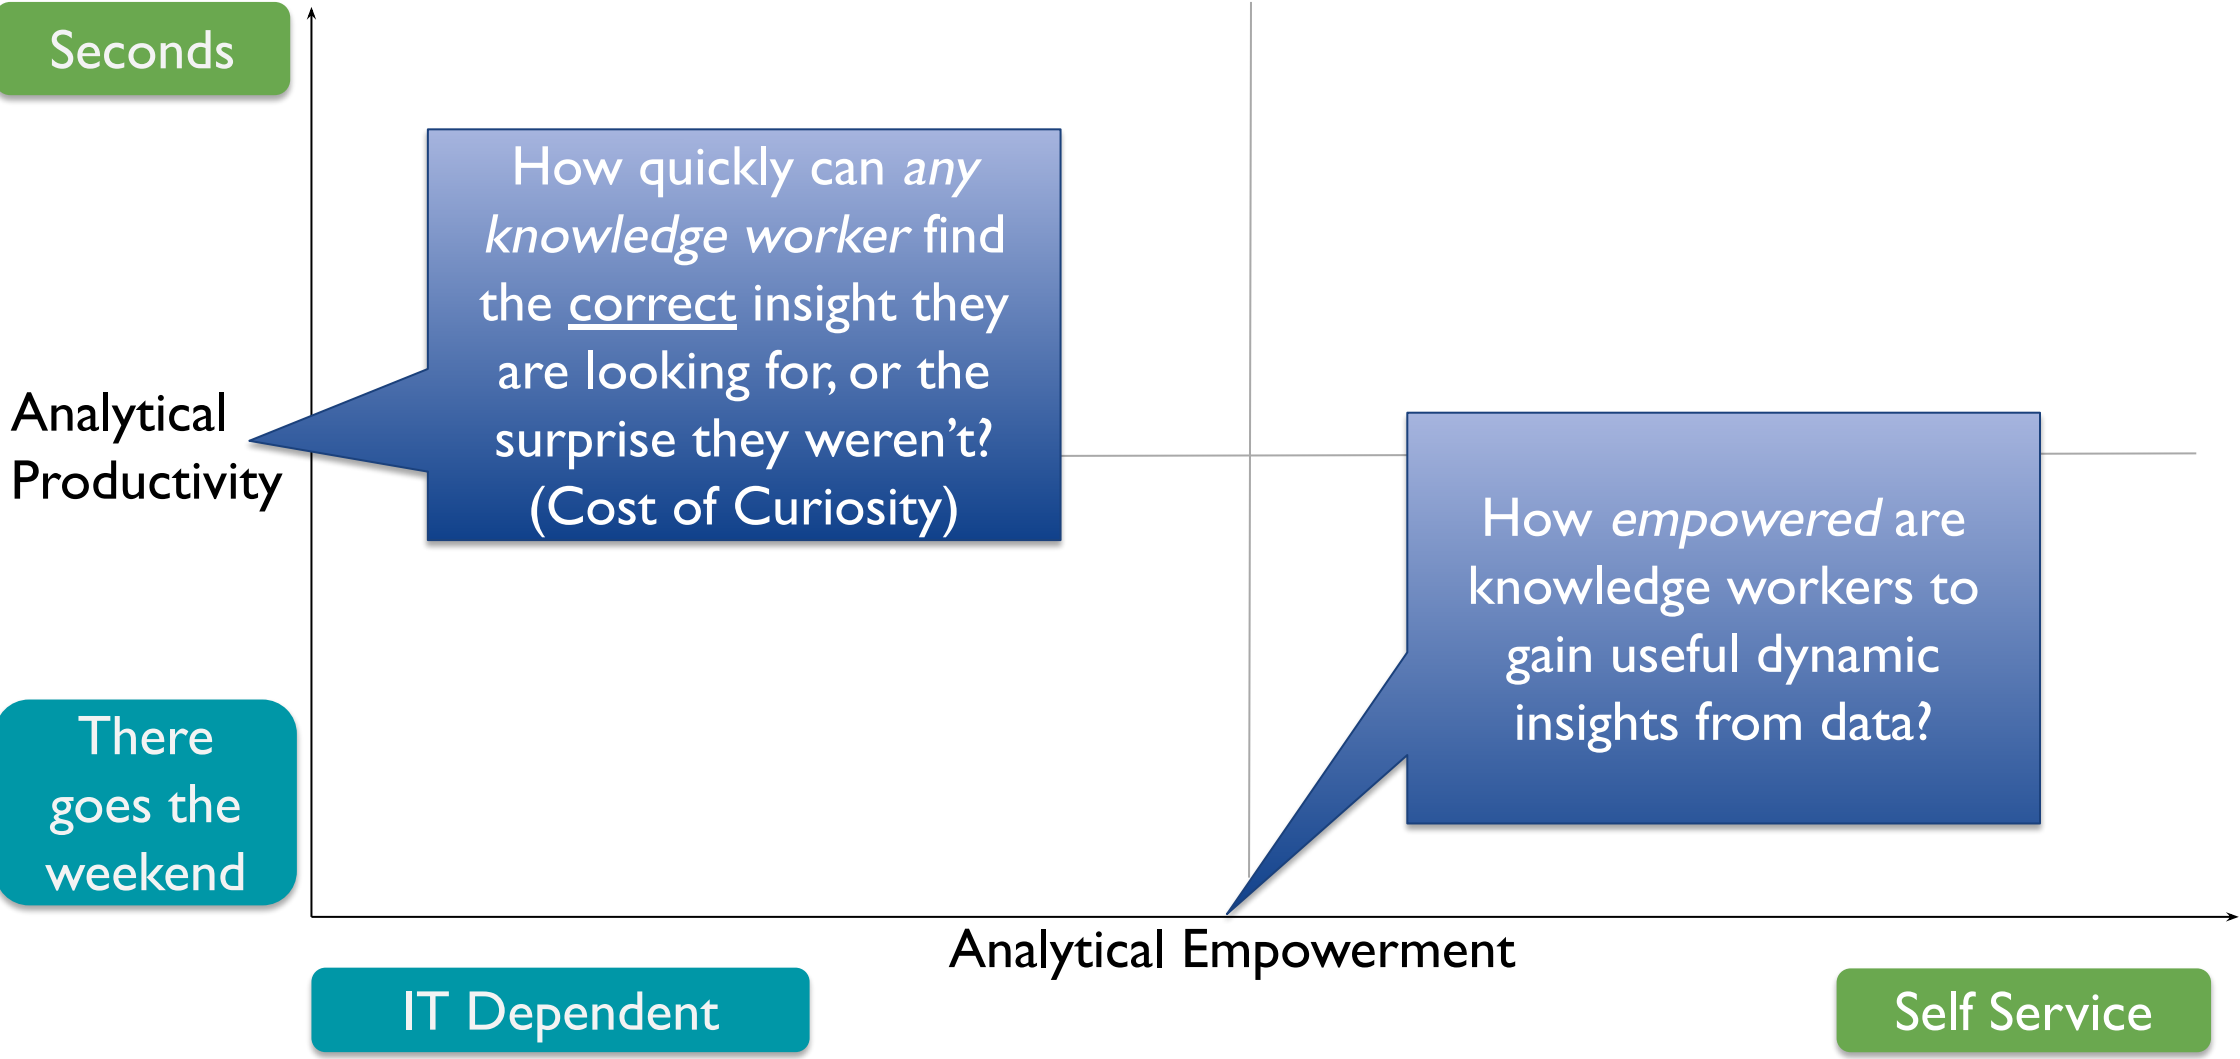 Seconds
How quickly can any
knowledge worker find
the correct insight they
are looking for, or the
surprise they weren’t?
(Cost of Curiosity)
Analytical
Productivity
How empowered are
knowledge workers to
gain useful dynamic
insights from data?
There
goes the
weekend
Analytical Empowerment
IT Dependent
Self Service